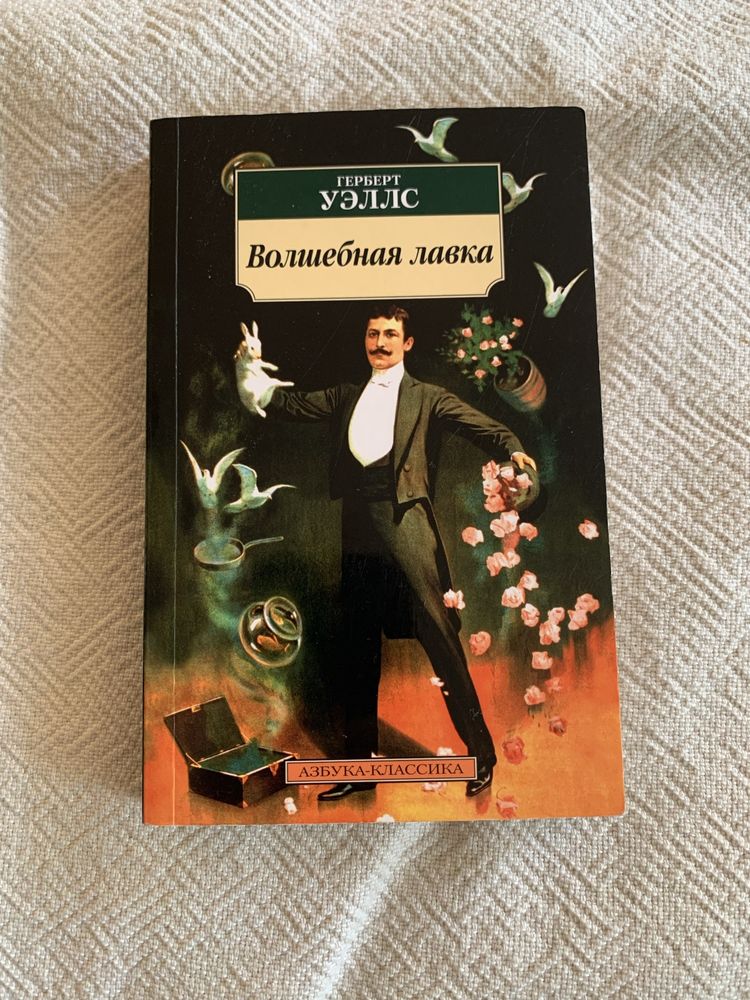 ГЕРБЕРТ
УЭЛЛС
Волшебная лавка
АЗБУКА-КЛАССИКА